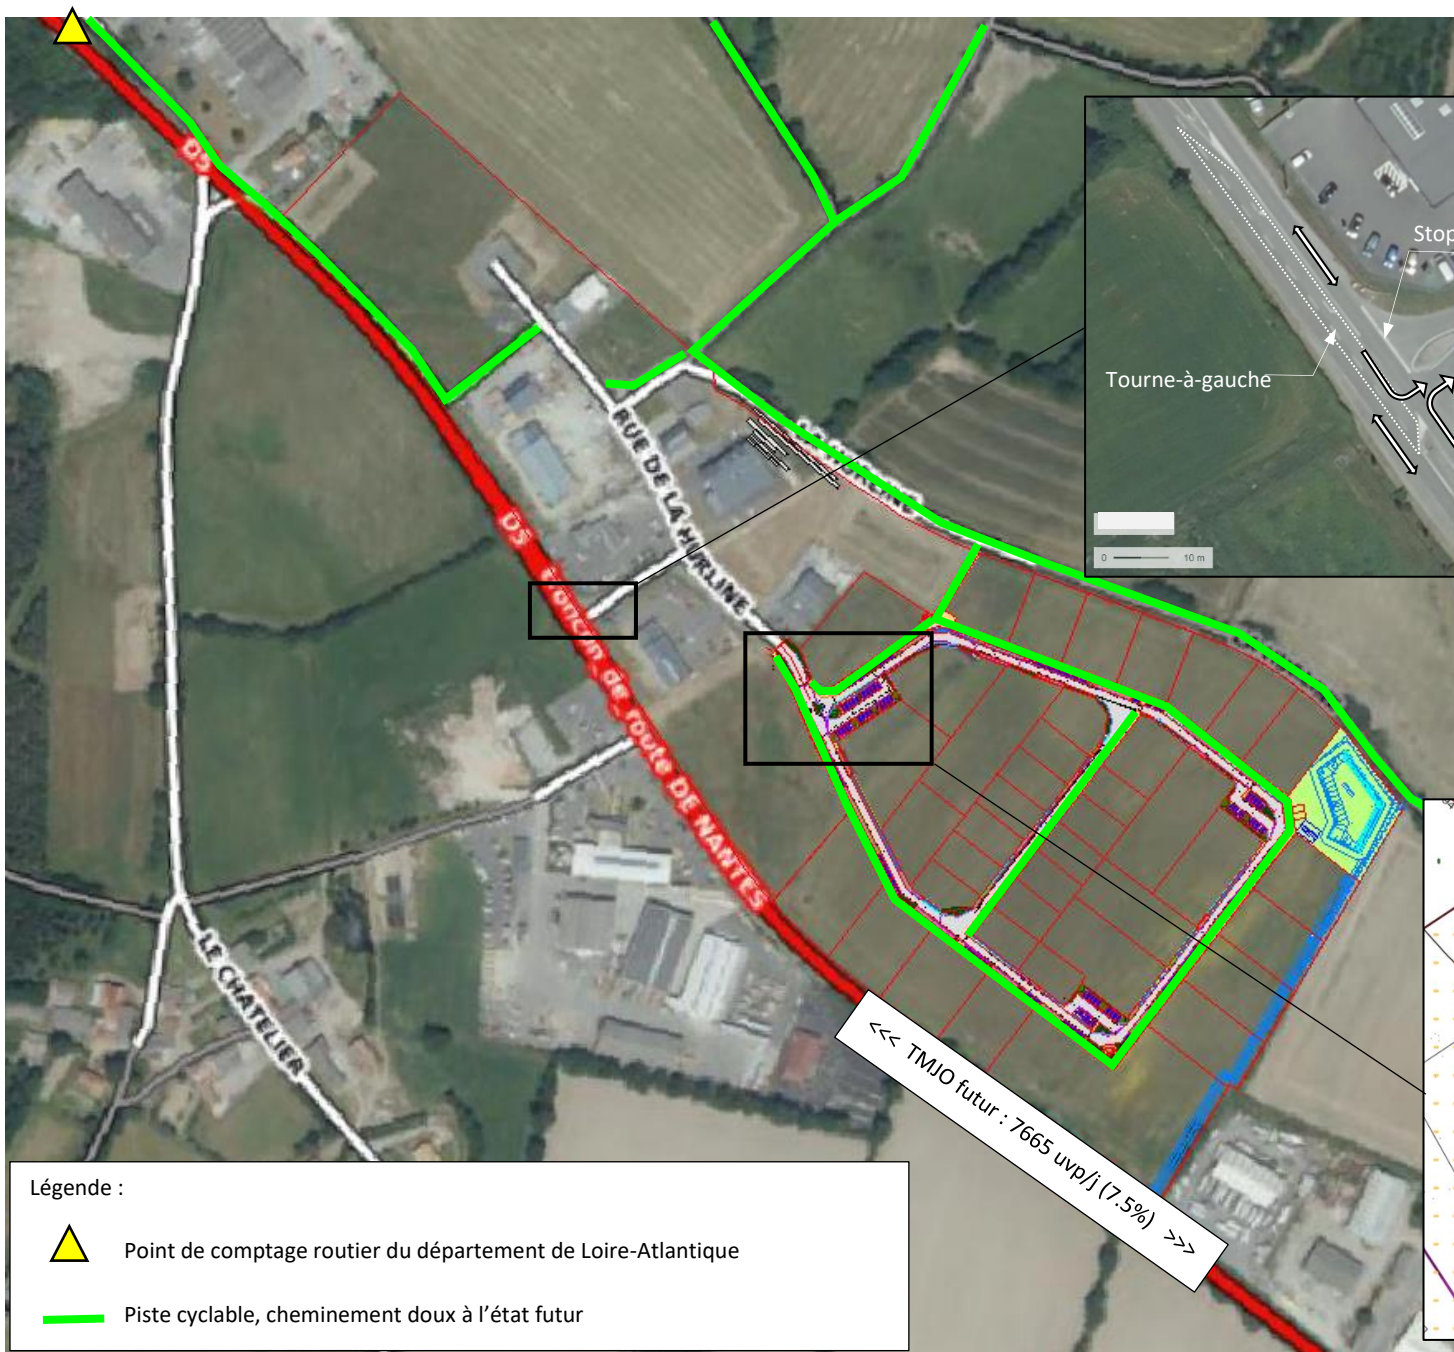 D5
Stop
Tourne-à-gauche
0 10 m
RUE DE LA HURLINE
D5
Tronçon de route DE NANTES
LE CHATELIER
<<< TMJO futur : 7665 uvp/j (7.5%) >>>
Légende :
Point de comptage routier du département de Loire-Atlantique
Piste cyclable, cheminement doux à l’état futur